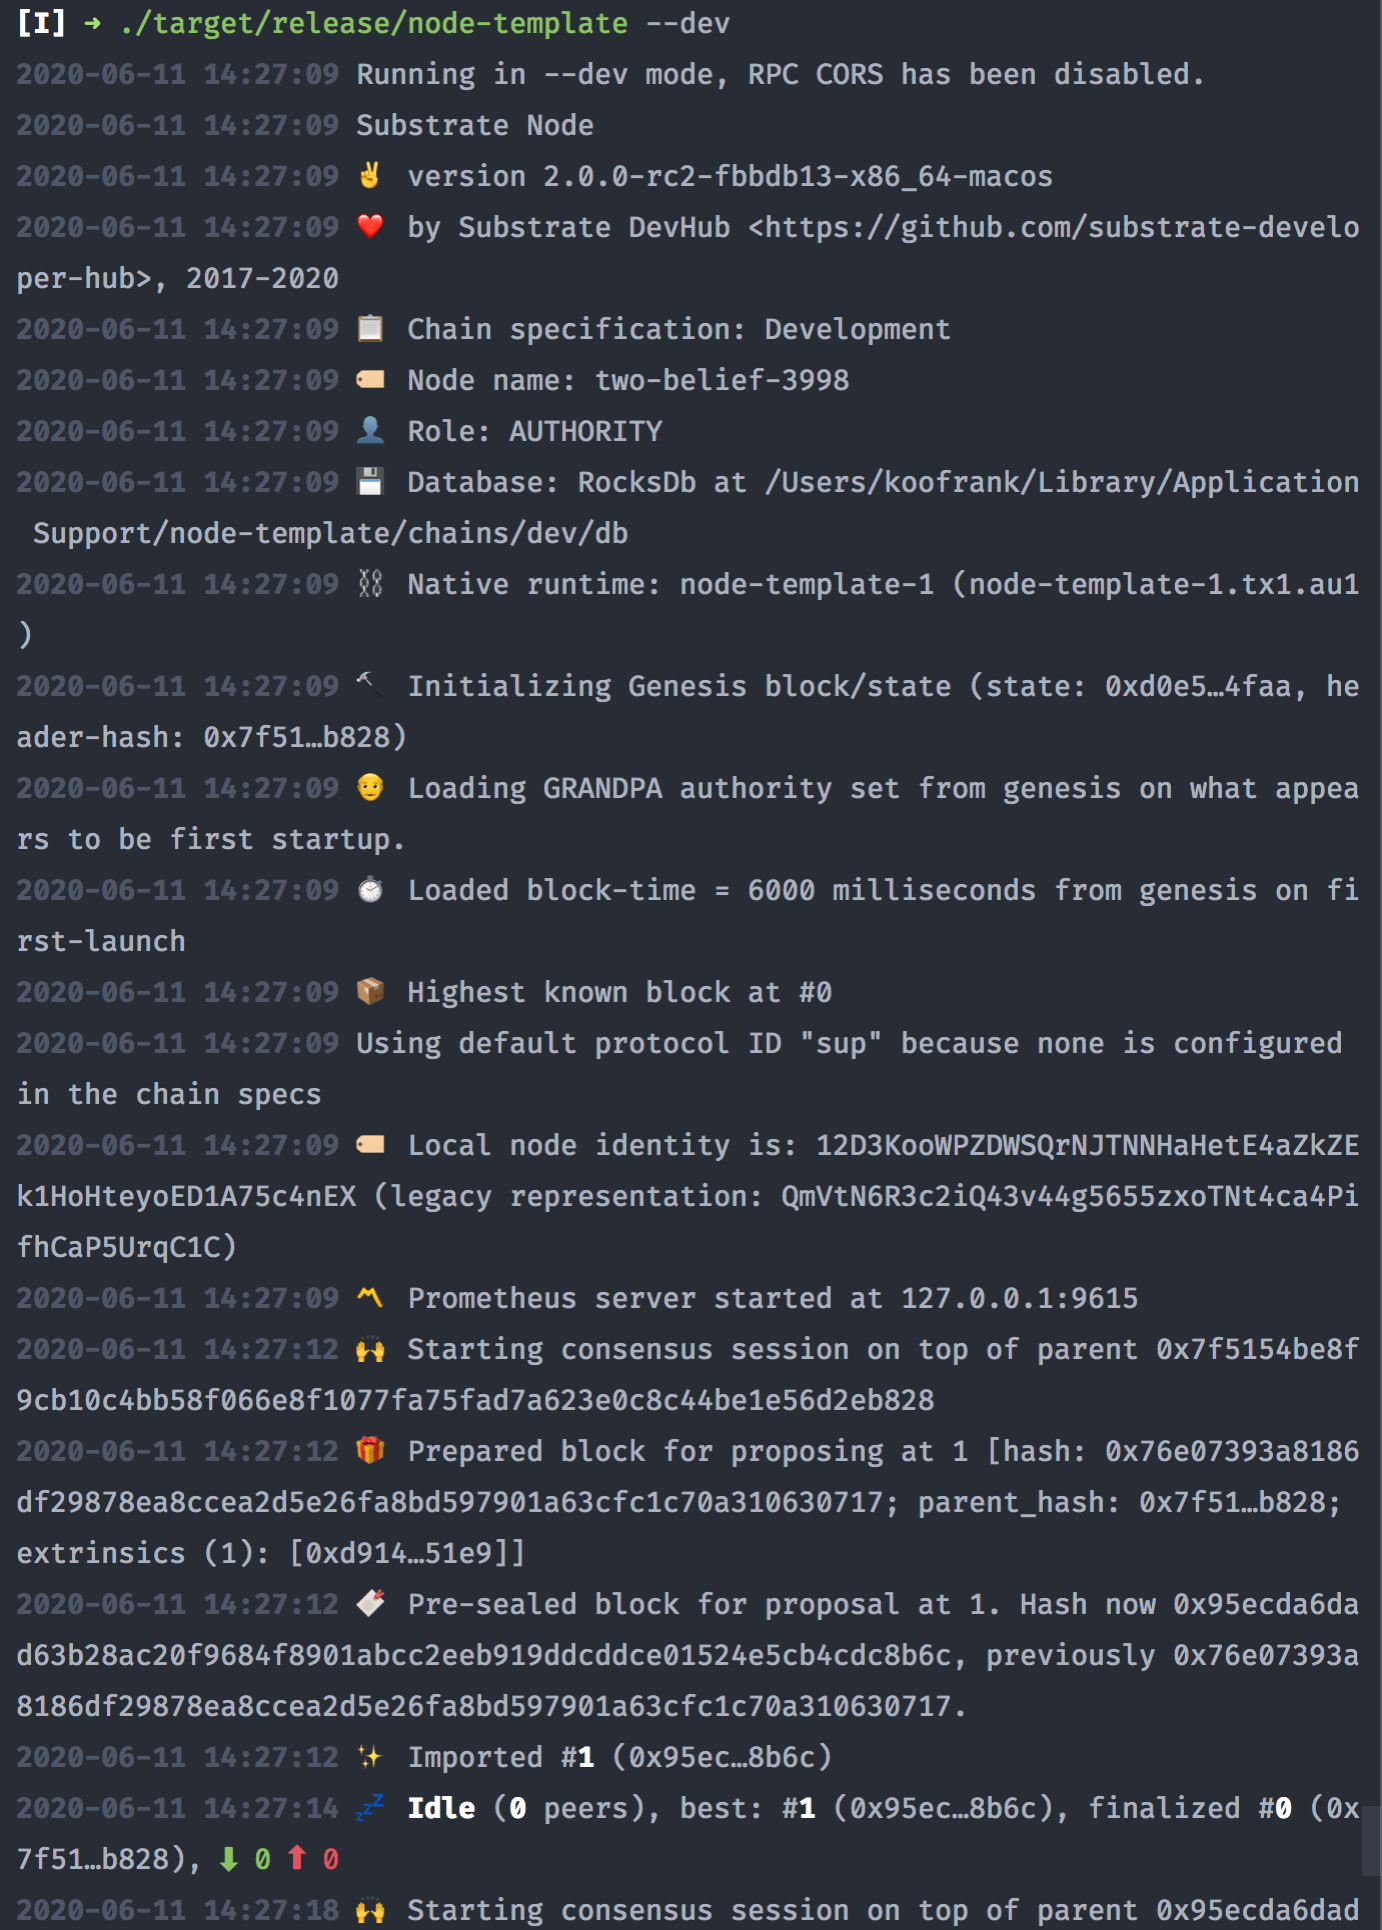 [I] ➜ ./target/release/node-template --dev
2020-06-11 14:27:09 Running in --dev mode, RPC CORS has been disabled.
2020-06-11 14:27:09 Substrate Node
2020-06-11 14:27:09 ✌️ version 2.0.0-rc2-fbbdb13-x86_64-macos
2020-06-11 14:27:09 ❤️ by Substrate DevHub <https://github.com/substrate-develo
per-hub>, 2017-2020
2020-06-11 14:27:09 📋 Chain specification: Development
2020-06-11 14:27:09 🏷 Node name: two-belief-3998
2020-06-11 14:27:09 👤 Role: AUTHORITY
2020-06-11 14:27:09 💾 Database: RocksDb at /Users/koofrank/Library/Application
Support/node-template/chains/dev/db
2020-06-11 14:27:09 ⛓ Native runtime: node-template-1 (node-template-1.tx1.au1
)
2020-06-11 14:27:09 🔨 Initializing Genesis block/state (state: 0xd0e5…4faa, he
ader-hash: 0x7f51…b828)
2020-06-11 14:27:09 👴 Loading GRANDPA authority set from genesis on what appea
rs to be first startup.
2020-06-11 14:27:09 ⏱ Loaded block-time = 6000 milliseconds from genesis on fi
rst-launch
2020-06-11 14:27:09 📦 Highest known block at #0
2020-06-11 14:27:09 Using default protocol ID "sup" because none is configured
in the chain specs
2020-06-11 14:27:09 🏷 Local node identity is: 12D3KooWPZDWSQrNJTNNHaHetE4aZkZE
k1HoHteyoED1A75c4nEX (legacy representation: QmVtN6R3c2iQ43v44g5655zxoTNt4ca4Pi
fhCaP5UrqC1C)
2020-06-11 14:27:09 〽️ Prometheus server started at 127.0.0.1:9615
2020-06-11 14:27:12 🙌 Starting consensus session on top of parent 0x7f5154be8f
9cb10c4bb58f066e8f1077fa75fad7a623e0c8c44be1e56d2eb828
2020-06-11 14:27:12 🎁 Prepared block for proposing at 1 [hash: 0x76e07393a8186
df29878ea8ccea2d5e26fa8bd597901a63cfc1c70a310630717; parent_hash: 0x7f51…b828;
extrinsics (1): [0xd914…51e9]]
2020-06-11 14:27:12 🔖 Pre-sealed block for proposal at 1. Hash now 0x95ecda6da
d63b28ac20f9684f8901abcc2eeb919ddcddce01524e5cb4cdc8b6c, previously 0x76e07393a
8186df29878ea8ccea2d5e26fa8bd597901a63cfc1c70a310630717.
2020-06-11 14:27:12 ✨ Imported #1 (0x95ec…8b6c)
2020-06-11 14:27:14 💤 Idle (0 peers), best: #1 (0x95ec…8b6c), finalized #0 (0x
7f51…b828), ⬇ 0 ⬆ 0
2020-06-11 14:27:18 🙌 Starting consensus session on top of parent 0x95ecda6dad